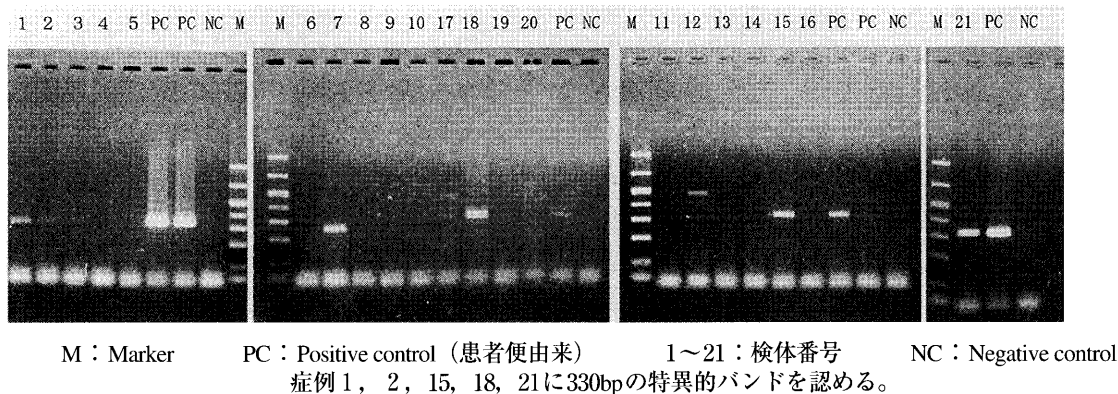 1 2 3 4 5 PC PC NC M
M 6 7 8 9 10 17 18 19 20 PC NC
M 11 12 13 14 15 16 PC PC NC
M 21 PC NC
M：Marker PC：Positive control（患者便由来） 1～21：検体番号 NC：Negative control
症例1，2，15，18，21に330bpの特異的バンドを認める。